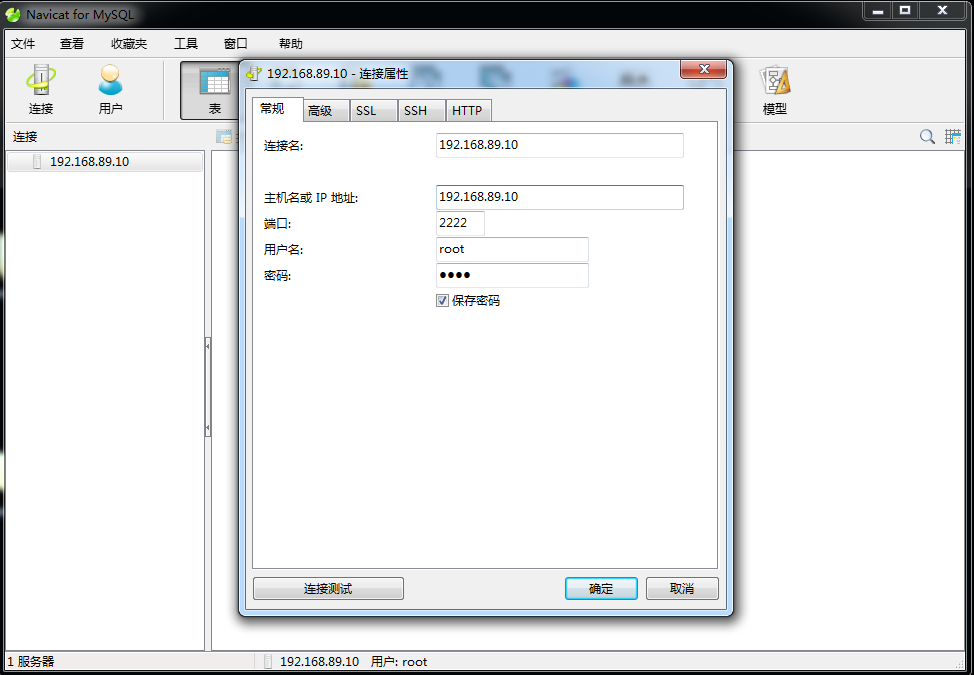 Navicat for MySQL
文件 查看 收藏夹 工具 窗口 帮助
连接 用户 表 模型
192.168.89.10 - 连接属性
常规 高级 SSL SSH HTTP
连接
192.168.89.10
连接名: 192.168.89.10
主机名或 IP 地址: 192.168.89.10
端口: 2222
用户名: root
密码: ●●●●
保存密码
连接测试 确定 取消
1 服务器 192.168.89.10 用户: root